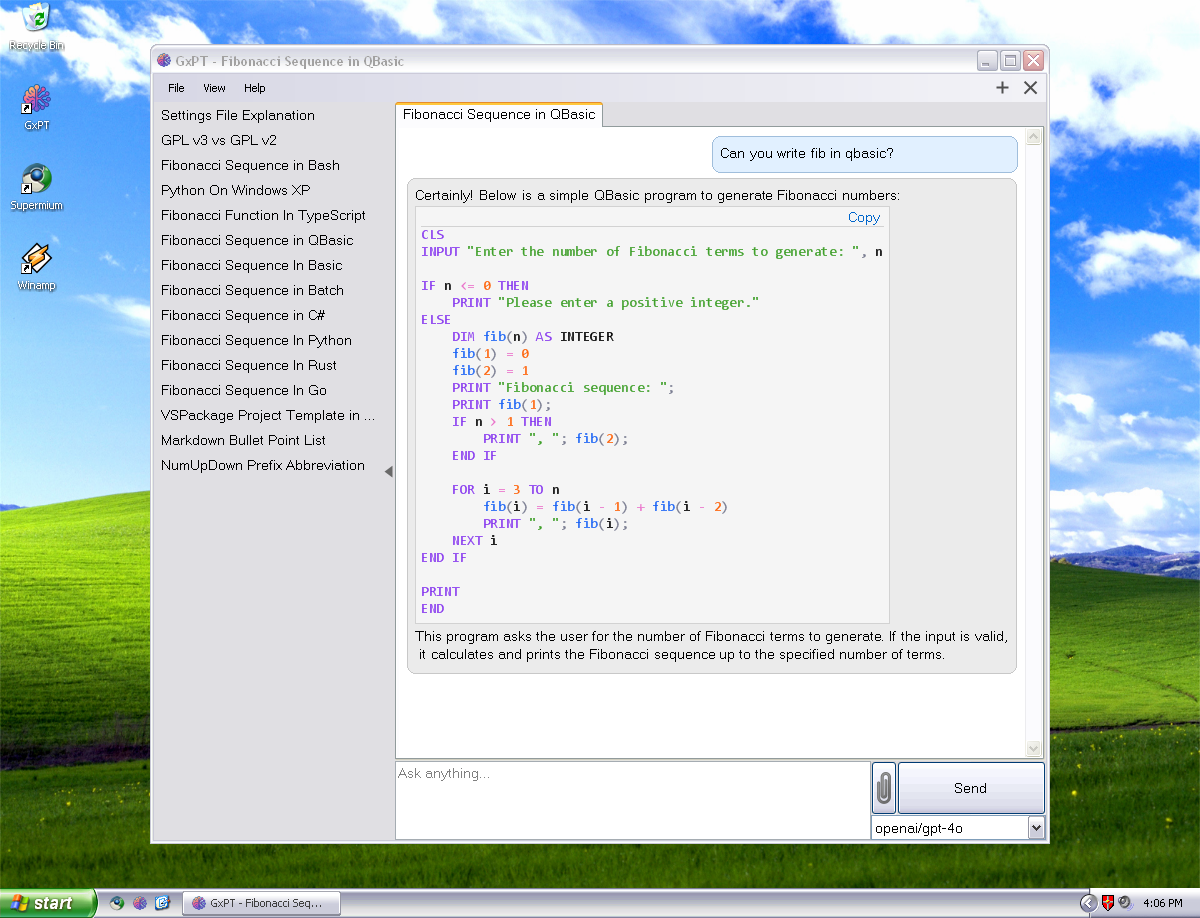 Recycle Bin
GxPT
Supermium
Winamp
GxPT - Fibonacci Sequence in QBasic
File View Help
Settings File Explanation
GPL v3 vs GPL v2
Fibonacci Sequence in Bash
Python On Windows XP
Fibonacci Function In TypeScript
Fibonacci Sequence in QBasic
Fibonacci Sequence In Basic
Fibonacci Sequence in Batch
Fibonacci Sequence in C#
Fibonacci Sequence In Python
Fibonacci Sequence In Rust
Fibonacci Sequence In Go
VSPackage Project Template in ...
Markdown Bullet Point List
NumUpDown Prefix Abbreviation
Fibonacci Sequence in QBasic
Can you write fib in qbasic?
Certainly! Below is a simple QBasic program to generate Fibonacci numbers:
Copy
CLS
INPUT "Enter the number of Fibonacci terms to generate: ", n
IF n <= 0 THEN
    PRINT "Please enter a positive integer."
ELSE
    DIM fib(n) AS INTEGER
    fib(1) = 0
    fib(2) = 1
    PRINT "Fibonacci sequence: ";
    PRINT fib(1);
    IF n > 1 THEN
        PRINT ", "; fib(2);
    END IF
    FOR i = 3 TO n
        fib(i) = fib(i - 1) + fib(i - 2)
        PRINT ", "; fib(i);
    NEXT i
END IF
PRINT
END
This program asks the user for the number of Fibonacci terms to generate. If the input is valid,
it calculates and prints the Fibonacci sequence up to the specified number of terms.
Ask anything...
Send
openai/gpt-4o
start
GxPT - Fibonacci Seq...
4:06 PM